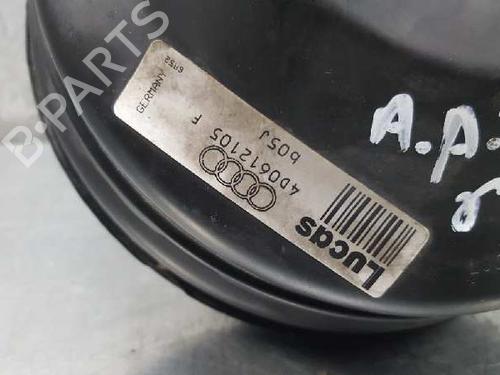 Lucas
4D0612105 F
b05J
GERMANY
B-PARTS
A.A.